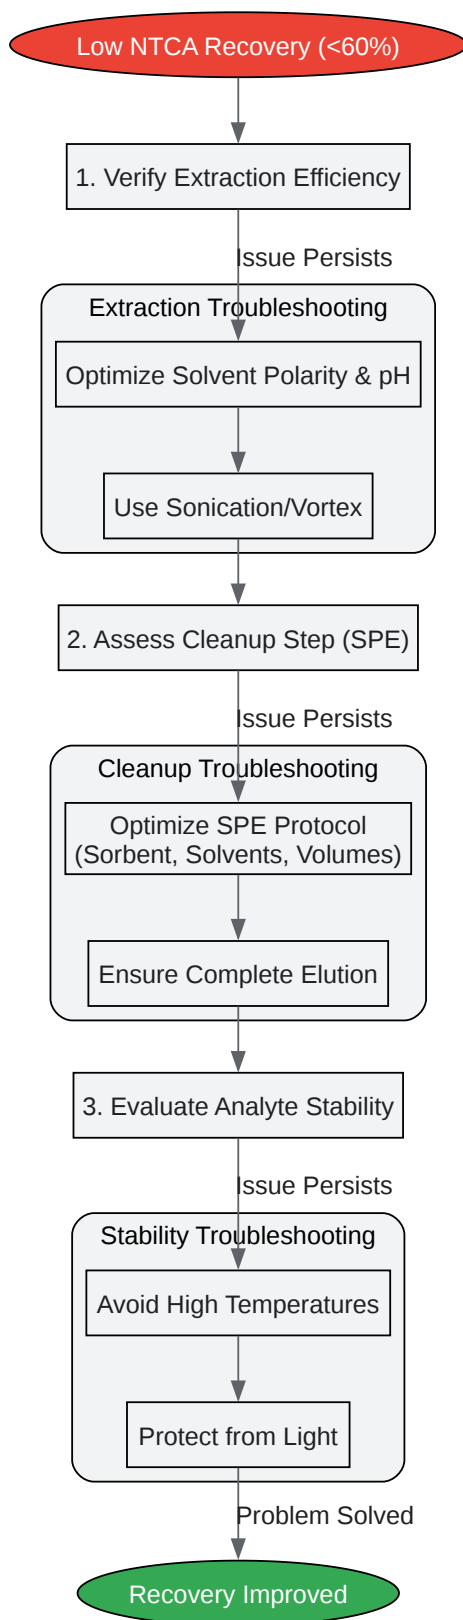 Low NTCA Recovery (<60%)
1. Verify Extraction Efficiency
Issue Persists
Extraction Troubleshooting
Optimize Solvent Polarity & pH
Use Sonication/Vortex
2. Assess Cleanup Step (SPE)
Issue Persists
Cleanup Troubleshooting
Optimize SPE Protocol
(Sorbent, Solvents, Volumes)
Ensure Complete Elution
3. Evaluate Analyte Stability
Issue Persists
Stability Troubleshooting
Avoid High Temperatures
Protect from Light
Problem Solved
Recovery Improved